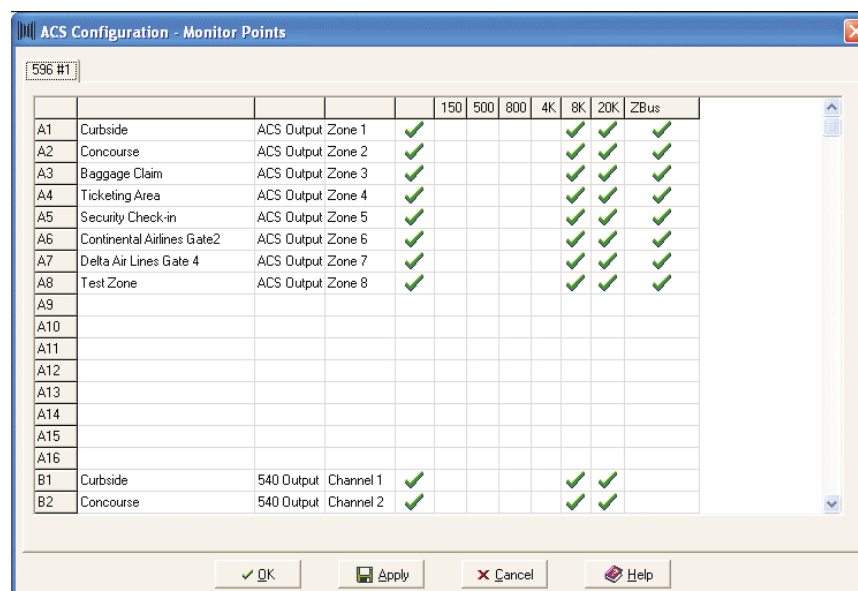 ACS Configuration - Monitor Points
596 #1
150 500 800 4K 8K 20K ZBus
A1 Curbside ACS Output Zone 1
A2 Concourse ACS Output Zone 2
A3 Baggage Claim ACS Output Zone 3
A4 Ticketing Area ACS Output Zone 4
A5 Security Check-in ACS Output Zone 5
A6 Continental Airlines Gate2 ACS Output Zone 6
A7 Delta Air Lines Gate 4 ACS Output Zone 7
A8 Test Zone ACS Output Zone 8
A9
A10
A11
A12
A13
A14
A15
A16
B1 Curbside 540 Output Channel 1
B2 Concourse 540 Output Channel 2
OK Apply Cancel Help